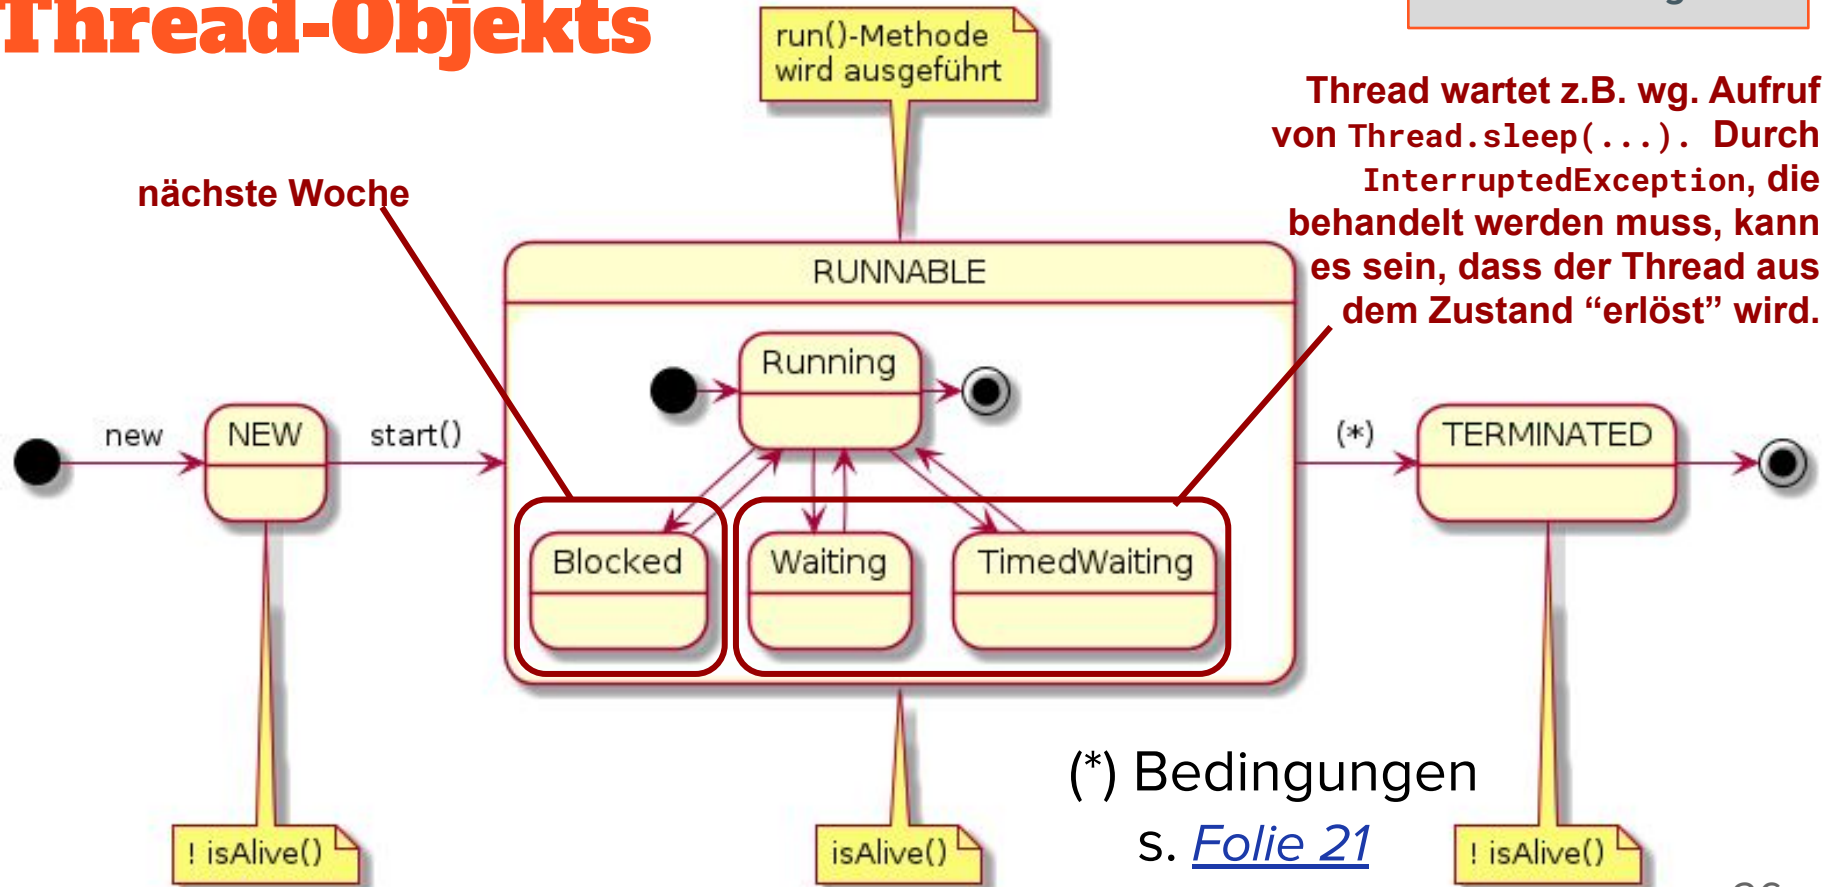 Thread-Objekts
run()-Methode
wird ausgeführt
Thread wartet z.B. wg. Aufruf
von Thread.sleep(...). Durch
InterruptedException, die
behandelt werden muss, kann
es sein, dass der Thread aus
dem Zustand “erlöst” wird.
nächste Woche
RUNNABLE
Running
new
NEW
start()
(*)
TERMINATED
Blocked
Waiting
TimedWaiting
(*) Bedingungen
s. Folie 21
! isAlive()
isAlive()
! isAlive()